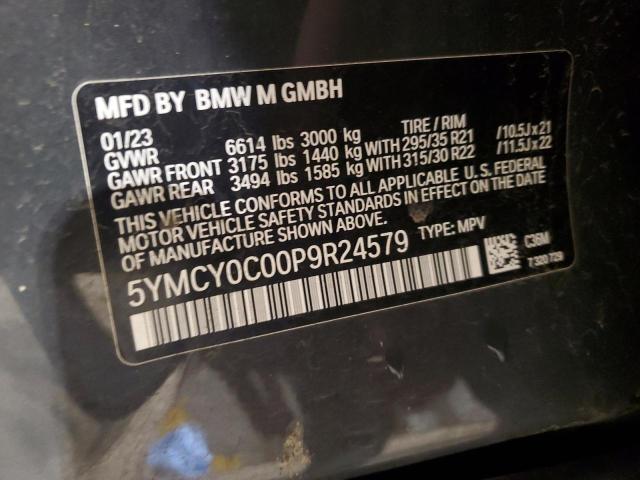 MFD BY BMW M GMBH
01/23 TIRE / RIM
GVWR 6614 lbs 3000 kg
GAWR FRONT 3175 lbs 1440 kg WITH 295/35 R21 /10.5J x 21
GAWR REAR 3494 lbs 1585 kg WITH 315/30 R22 /11.5J x 22
THIS VEHICLE CONFORMS TO ALL APPLICABLE U.S. FEDERAL
MOTOR VEHICLE SAFETY STANDARDS IN EFFECT ON THE DATE
OF MANUFACTURE SHOWN ABOVE.
5YMCY0C00P9R24579 TYPE: MPV
C36M
7 320 729